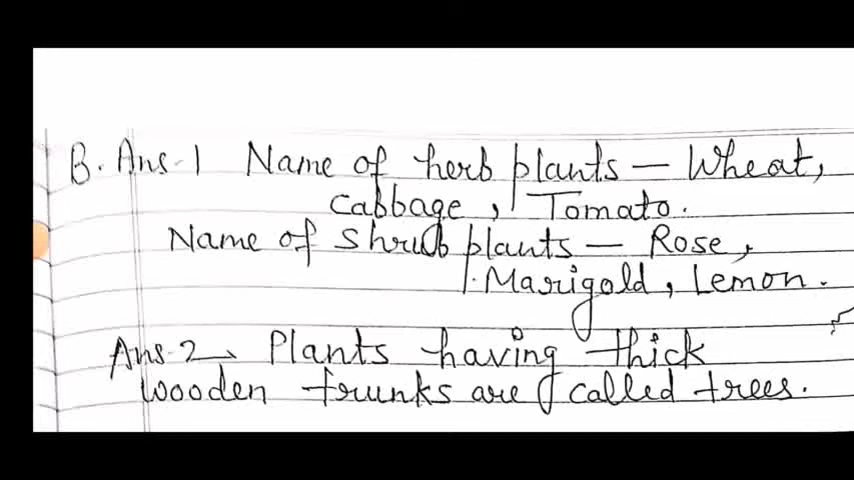 B. Ans-1 Name of herb plants – Wheat,
cabbage, Tomato.
Name of shrub plants – Rose,
Marigold, Lemon.
Ans-2 Plants having thick
wooden trunks are called trees.